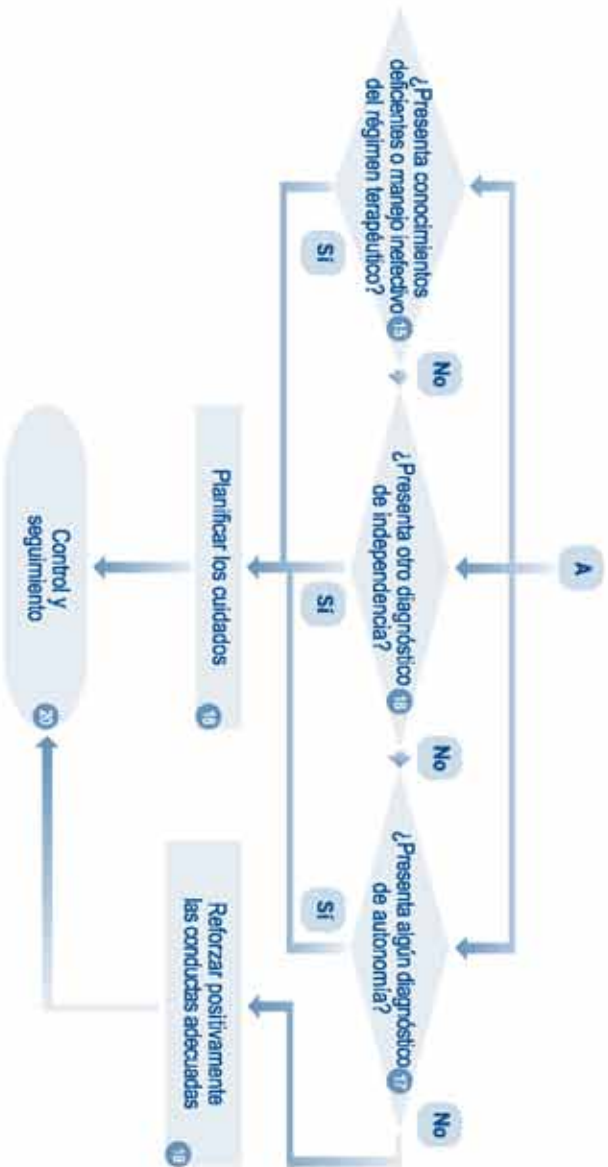 A
¿Presenta conocimientos
deficientes o manejo inefectivo
del régimen terapéutico?
15
No
¿Presenta otro diagnóstico
de independencia?
16
No
¿Presenta algún diagnóstico
de autonomía?
17
No
Sí
Sí
Sí
Planificar los cuidados
18
Reforzar positivamente
las conductas adecuadas
19
Control y
seguimiento
20